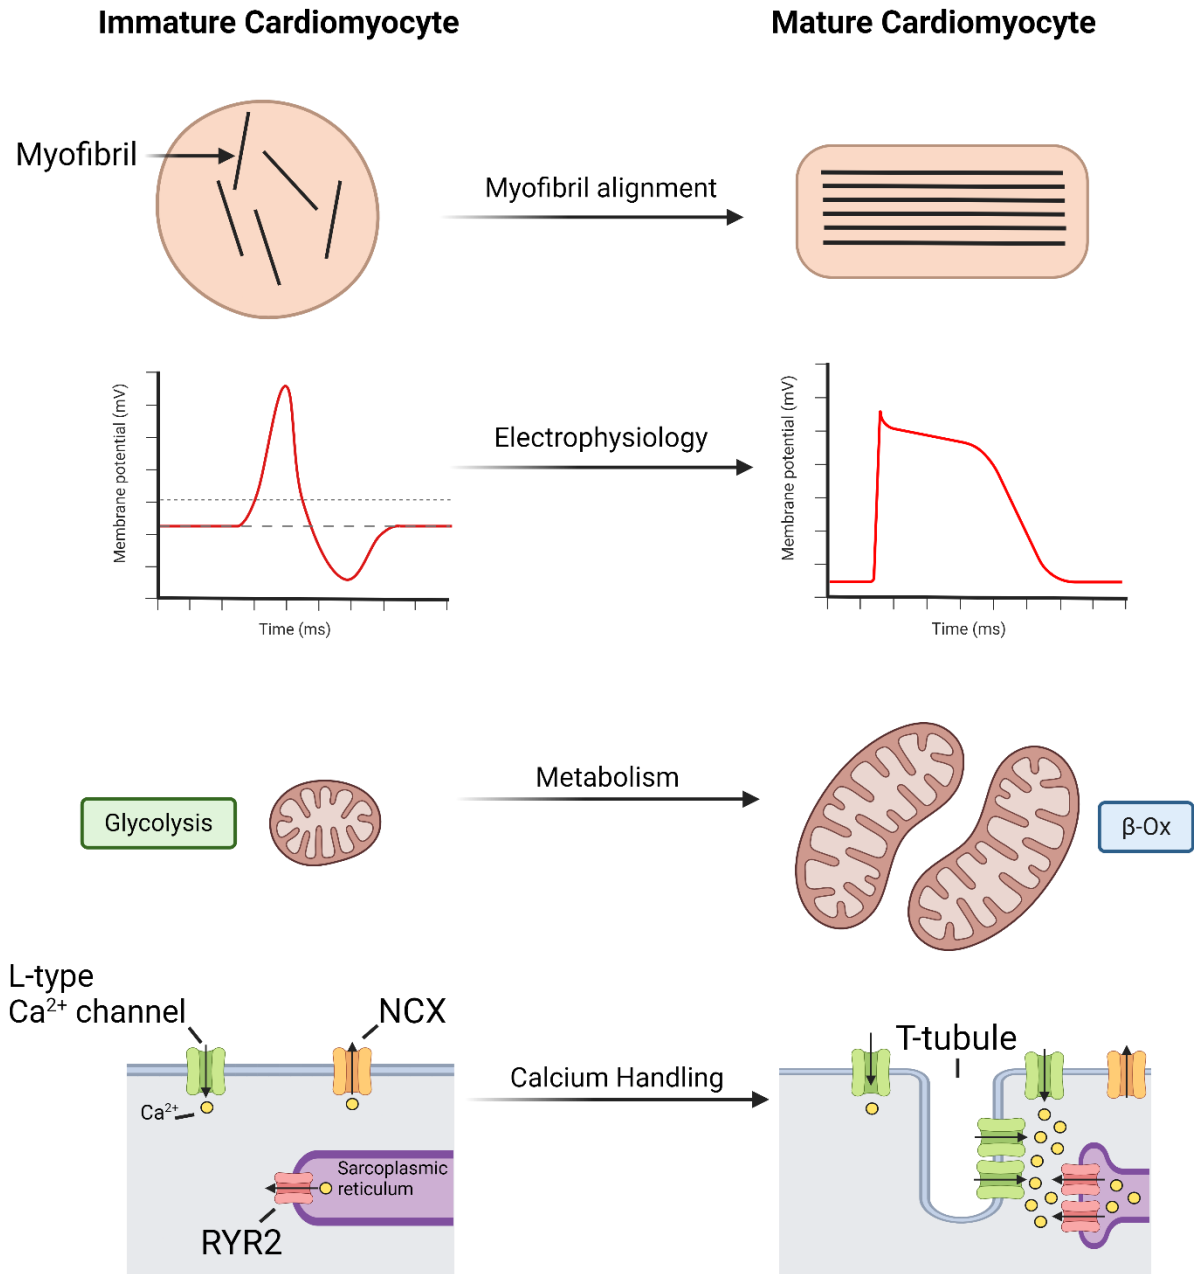 Immature Cardiomyocyte
Mature Cardiomyocyte
Myofibril
Myofibril alignment
Membrane potential (mV)
Time (ms)
Electrophysiology
Membrane potential (mV)
Time (ms)
Glycolysis
Metabolism
β-Ox
L-type
Ca²⁺ channel
NCX
Ca²⁺
Sarcoplasmic
reticulum
RYR2
Calcium Handling
T-tubule